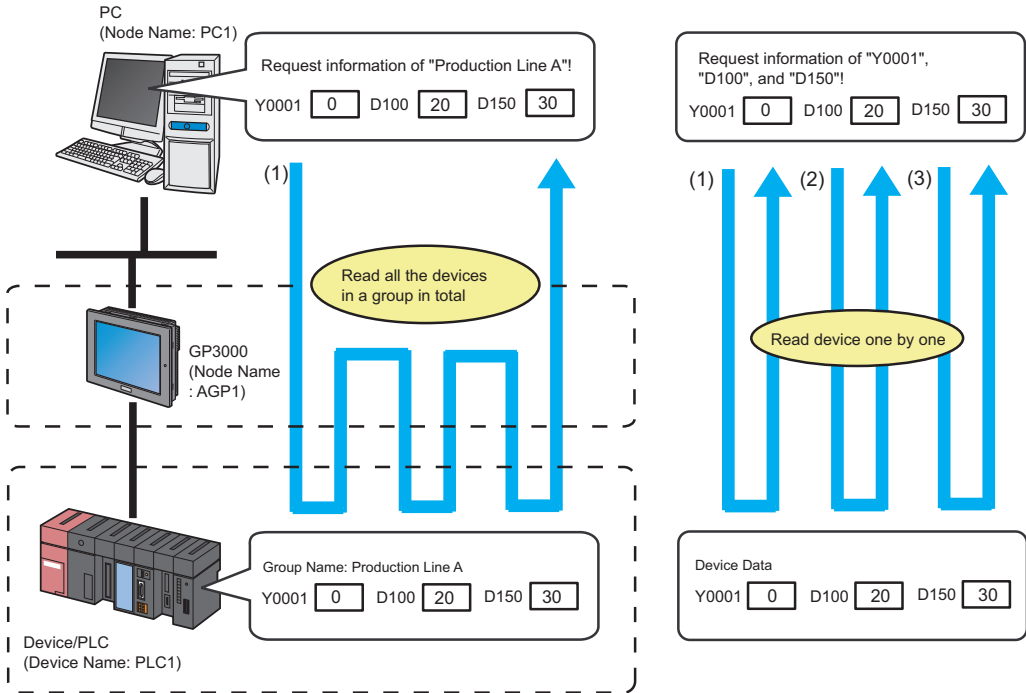 PC
(Node Name: PC1)
Request information of "Production Line A"!
Y0001 0 D100 20 D150 30
Request information of "Y0001",
"D100", and "D150"!
Y0001 0 D100 20 D150 30
(1)
(1) (2) (3)
Read all the devices
in a group in total
Read device one by one
GP3000
(Node Name
: AGP1)
Group Name: Production Line A
Y0001 0 D100 20 D150 30
Device Data
Y0001 0 D100 20 D150 30
Device/PLC
(Device Name: PLC1)